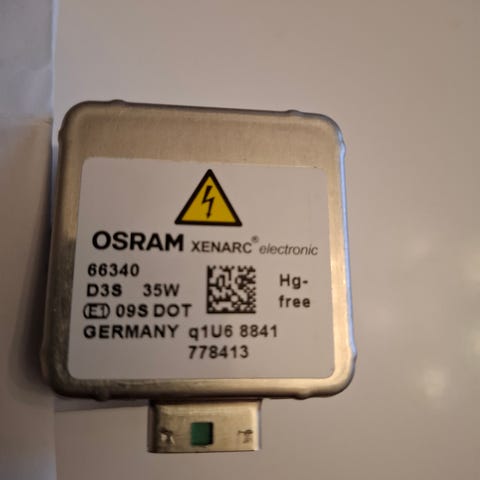 OSRAM XENARC® electronic
66340
D3S 35W
Hg-
free
E1 09S DOT
GERMANY q1U6 8841
778413